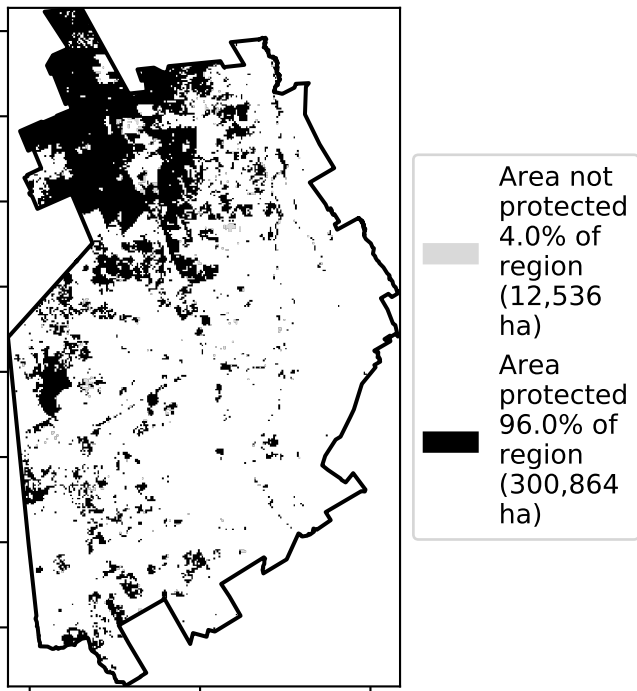 Area not
protected
4.0% of
region
(12,536
ha)
Area
protected
96.0% of
region
(300,864
ha)